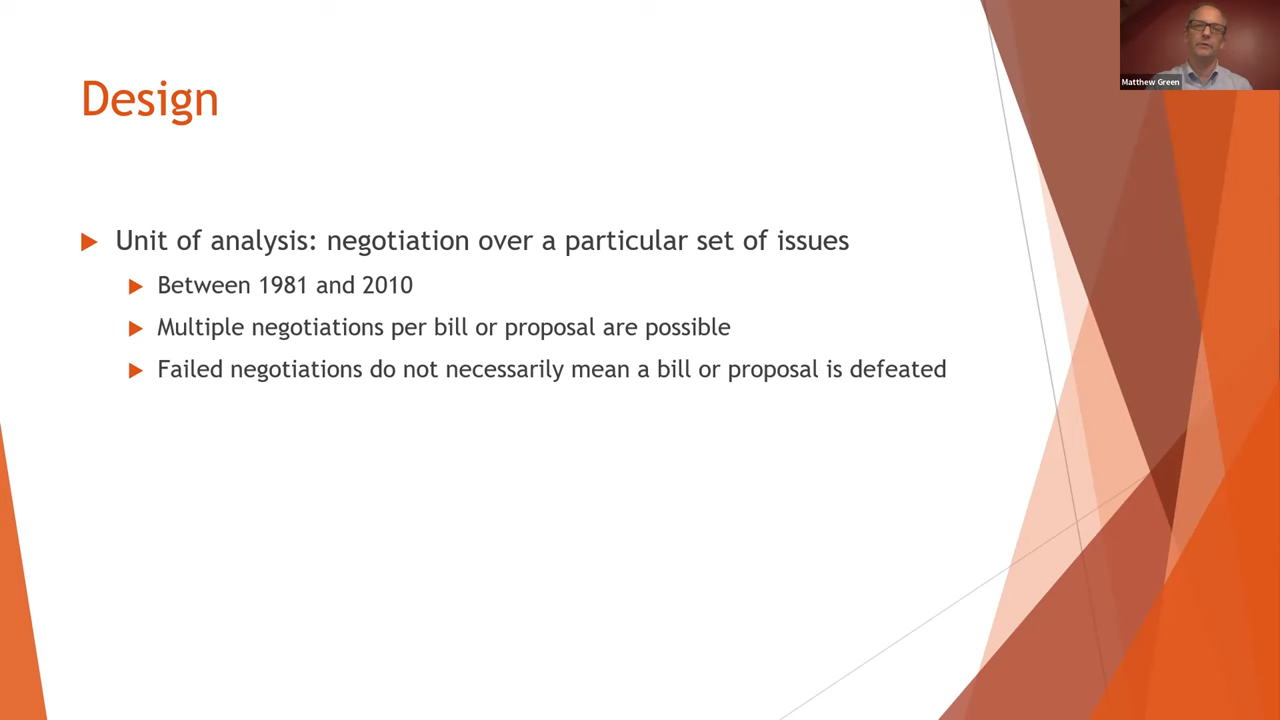 Design
Matthew Green
Unit of analysis: negotiation over a particular set of issues
Between 1981 and 2010
Multiple negotiations per bill or proposal are possible
Failed negotiations do not necessarily mean a bill or proposal is defeated